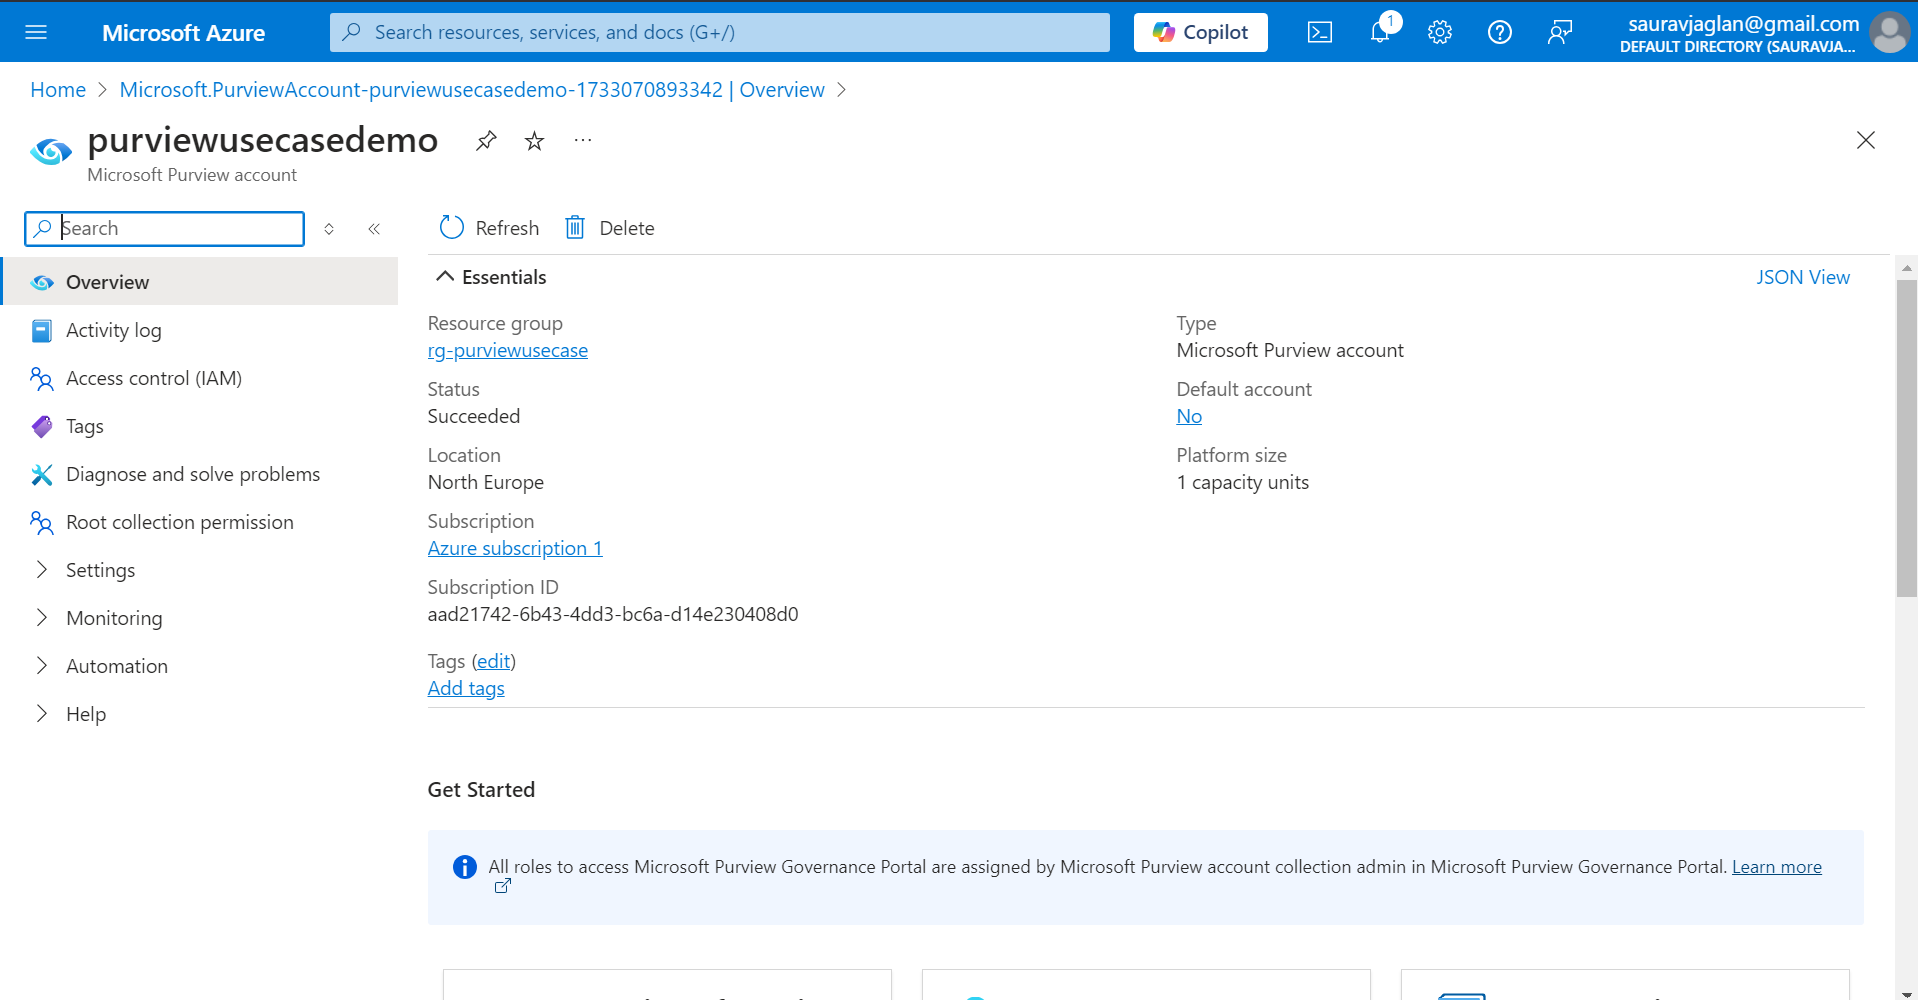 Microsoft Azure
Search resources, services, and docs (G+/)
Copilot
1
sauravjaglan@gmail.com
DEFAULT DIRECTORY (SAURAVJA...
Home > Microsoft.PurviewAccount-purviewusecasedemo-1733070893342 | Overview >
purviewusecasedemo
Microsoft Purview account
Search
Overview
Activity log
Access control (IAM)
Tags
Diagnose and solve problems
Root collection permission
Settings
Monitoring
Automation
Help
Refresh
Delete
Essentials
JSON View
Resource group
rg-purviewusecase
Status
Succeeded
Location
North Europe
Subscription
Azure subscription 1
Subscription ID
aad21742-6b43-4dd3-bc6a-d14e230408d0
Tags (edit)
Add tags
Type
Microsoft Purview account
Default account
No
Platform size
1 capacity units
Get Started
All roles to access Microsoft Purview Governance Portal are assigned by Microsoft Purview account collection admin in Microsoft Purview Governance Portal. Learn more